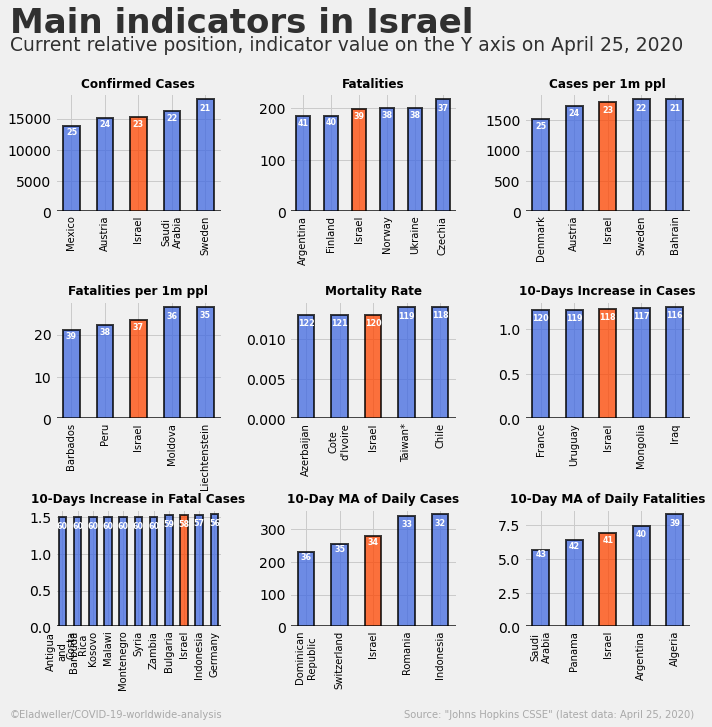 Main indicators in Israel
Current relative position, indicator value on the Y axis on April 25, 2020
Confirmed Cases
15000
10000
5000
0
25
24
23
22
21
Mexico
Austria
Israel
Saudi
Arabia
Sweden
Fatalities
200
100
0
41
40
39
38
38
37
Argentina
Finland
Israel
Norway
Ukraine
Czechia
Cases per 1m ppl
1500
1000
500
0
25
24
23
22
21
Denmark
Austria
Israel
Sweden
Bahrain
Fatalities per 1m ppl
20
10
0
39
38
37
36
35
Barbados
Peru
Israel
Moldova
Liechtenstein
Mortality Rate
0.010
0.005
0.000
122
121
120
119
118
Azerbaijan
Cote
d'Ivoire
Israel
Taiwan*
Chile
10-Days Increase in Cases
1.0
0.5
0.0
120
119
118
117
116
France
Uruguay
Israel
Mongolia
Iraq
10-Days Increase in Fatal Cases
1.5
1.0
0.5
0.0
60
60
60
60
60
60
60
59
58
57
56
Antigua
and
Barbuda
Costa
Rica
Kosovo
Malawi
Montenegro
Syria
Zambia
Bulgaria
Israel
Indonesia
Germany
10-Day MA of Daily Cases
300
200
100
0
36
35
34
33
32
Dominican
Republic
Switzerland
Israel
Romania
Indonesia
10-Day MA of Daily Fatalities
7.5
5.0
2.5
0.0
43
42
41
40
39
Saudi
Arabia
Panama
Israel
Argentina
Algeria
©Eladweller/COVID-19-worldwide-analysis
Source: "Johns Hopkins CSSE" (latest data: April 25, 2020)